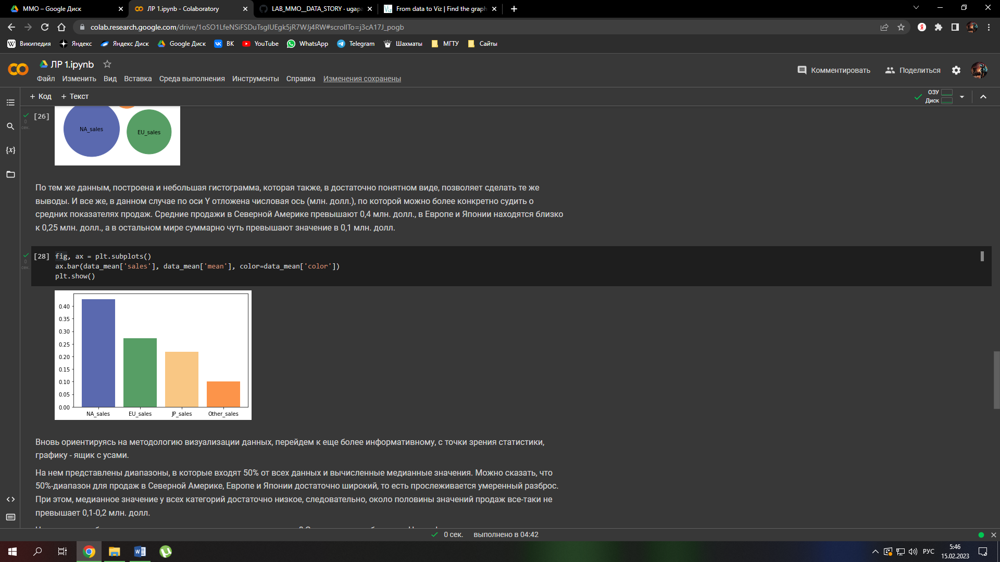 ММО – Google Диск
ЛР 1.ipynb - Colaboratory
LAB_MMO__DATA_STORY · ugapa
From data to Viz | Find the graph
colab.research.google.com/drive/1oSO1LfeNSiFSDuTsglUEgk5jR7WJj4RW#scrollTo=j3cA17J_pogb
Википедия
Яндекс
Яндекс Диск
Google Диск
ВК
YouTube
WhatsApp
Telegram
Шахматы
МГТУ
Сайты
ЛР 1.ipynb
Комментировать
Поделиться
Файл Изменить Вид Вставка Среда выполнения Инструменты Справка Изменения сохранены
+ Код + Текст
ОЗУ
Диск
[26]
0
сек.
NA_sales
EU_sales
По тем же данным, построена и небольшая гистограмма, которая также, в достаточно понятном виде, позволяет сделать те же
выводы. И все же, в данном случае по оси Y отложена числовая ось (млн. долл.), по которой можно более конкретно судить о
средних показателях продаж. Средние продажи в Северной Америке превышают 0,4 млн. долл., в Европе и Японии находятся близко
к 0,25 млн. долл., а в остальном мире суммарно чуть превышают значение в 0,1 млн. долл.
[28] fig, ax = plt.subplots()
0
сек.
ax.bar(data_mean['sales'], data_mean['mean'], color=data_mean['color'])
plt.show()
0.40
0.35
0.30
0.25
0.20
0.15
0.10
0.05
0.00
NA_sales EU_sales JP_sales Other_sales
Вновь ориентируясь на методологию визуализации данных, перейдем к еще более информативному, с точки зрения статистики,
графику - ящик с усами.
На нем представлены диапазоны, в которые входят 50% от всех данных и вычисленные медианные значения. Можно сказать, что
50%-диапазон для продаж в Северной Америке, Европе и Японии достаточно широкий, то есть прослеживается умеренный разброс.
При этом, медианное значение у всех категорий достаточно низкое, следовательно, около половины значений продаж все-таки не
превышает 0,1-0,2 млн. долл.
0 сек. выполнено в 04:42
РУС
5:46
15.02.2023